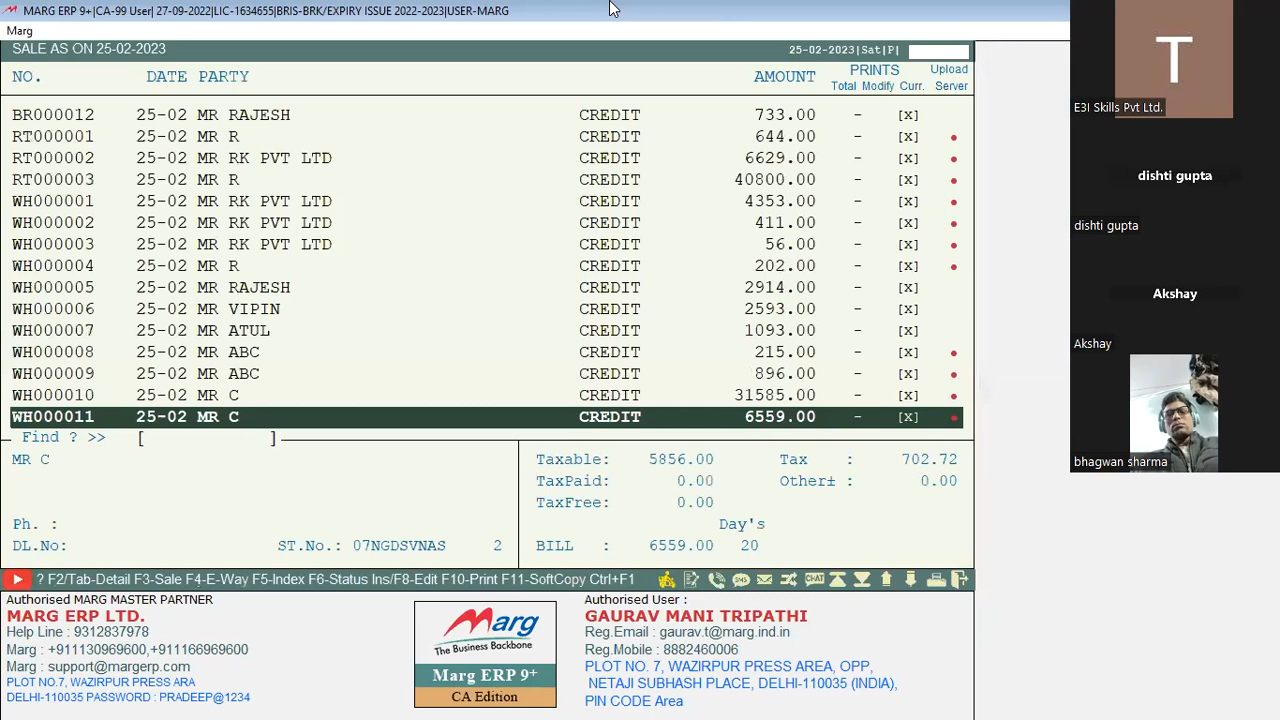 MARG ERP 9+|CA-99 User| 27-09-2022|LIC-1634655|BRIS-BRK/EXPIRY ISSUE 2022-2023|USER-MARG
Marg
SALE AS ON 25-02-2023 25-02-2023|Sat|P|
NO. DATE PARTY AMOUNT PRINTS Upload
Total Modify Curr. Server
BR000012 25-02 MR RAJESH CREDIT 733.00 - [X]
RT000001 25-02 MR R CREDIT 644.00 - [X] •
RT000002 25-02 MR RK PVT LTD CREDIT 6629.00 - [X] •
RT000003 25-02 MR R CREDIT 40800.00 - [X] •
WH000001 25-02 MR RK PVT LTD CREDIT 4353.00 - [X] •
WH000002 25-02 MR RK PVT LTD CREDIT 411.00 - [X] •
WH000003 25-02 MR RK PVT LTD CREDIT 56.00 - [X] •
WH000004 25-02 MR R CREDIT 202.00 - [X] •
WH000005 25-02 MR RAJESH CREDIT 2914.00 - [X]
WH000006 25-02 MR VIPIN CREDIT 2593.00 - [X]
WH000007 25-02 MR ATUL CREDIT 1093.00 - [X]
WH000008 25-02 MR ABC CREDIT 215.00 - [X] •
WH000009 25-02 MR ABC CREDIT 896.00 - [X] •
WH000010 25-02 MR C CREDIT 31585.00 - [X] •
WH000011 25-02 MR C CREDIT 6559.00 - [X] •
Find ? >> [ ]
MR C Taxable: 5856.00 Tax : 702.72
TaxPaid: 0.00 Other± : 0.00
TaxFree: 0.00
Ph. : Day's
DL.No: ST.No.: 07NGDSVNAS 2 BILL : 6559.00 20
? F2/Tab-Detail F3-Sale F4-E-Way F5-Index F6-Status Ins/F8-Edit F10-Print F11-SoftCopy Ctrl+F1 SMS CHAT
Authorised MARG MASTER PARTNER
MARG ERP LTD.
Help Line : 9312837978
Marg : +911130969600,+911166969600
Marg : support@margerp.com
PLOT NO.7, WAZIRPUR PRESS ARA
DELHI-110035 PASSWORD : PRADEEP@1234
Marg
The Business Backbone
Marg ERP 9+
CA Edition
Authorised User :
GAURAV MANI TRIPATHI
Reg.Email : gaurav.t@marg.ind.in
Reg.Mobile : 8882460006
PLOT NO. 7, WAZIRPUR PRESS AREA, OPP,
NETAJI SUBHASH PLACE, DELHI-110035 (INDIA),
PIN CODE Area
T
E3I Skills Pvt Ltd.
dishti gupta
dishti gupta
Akshay
Akshay
bhagwan sharma